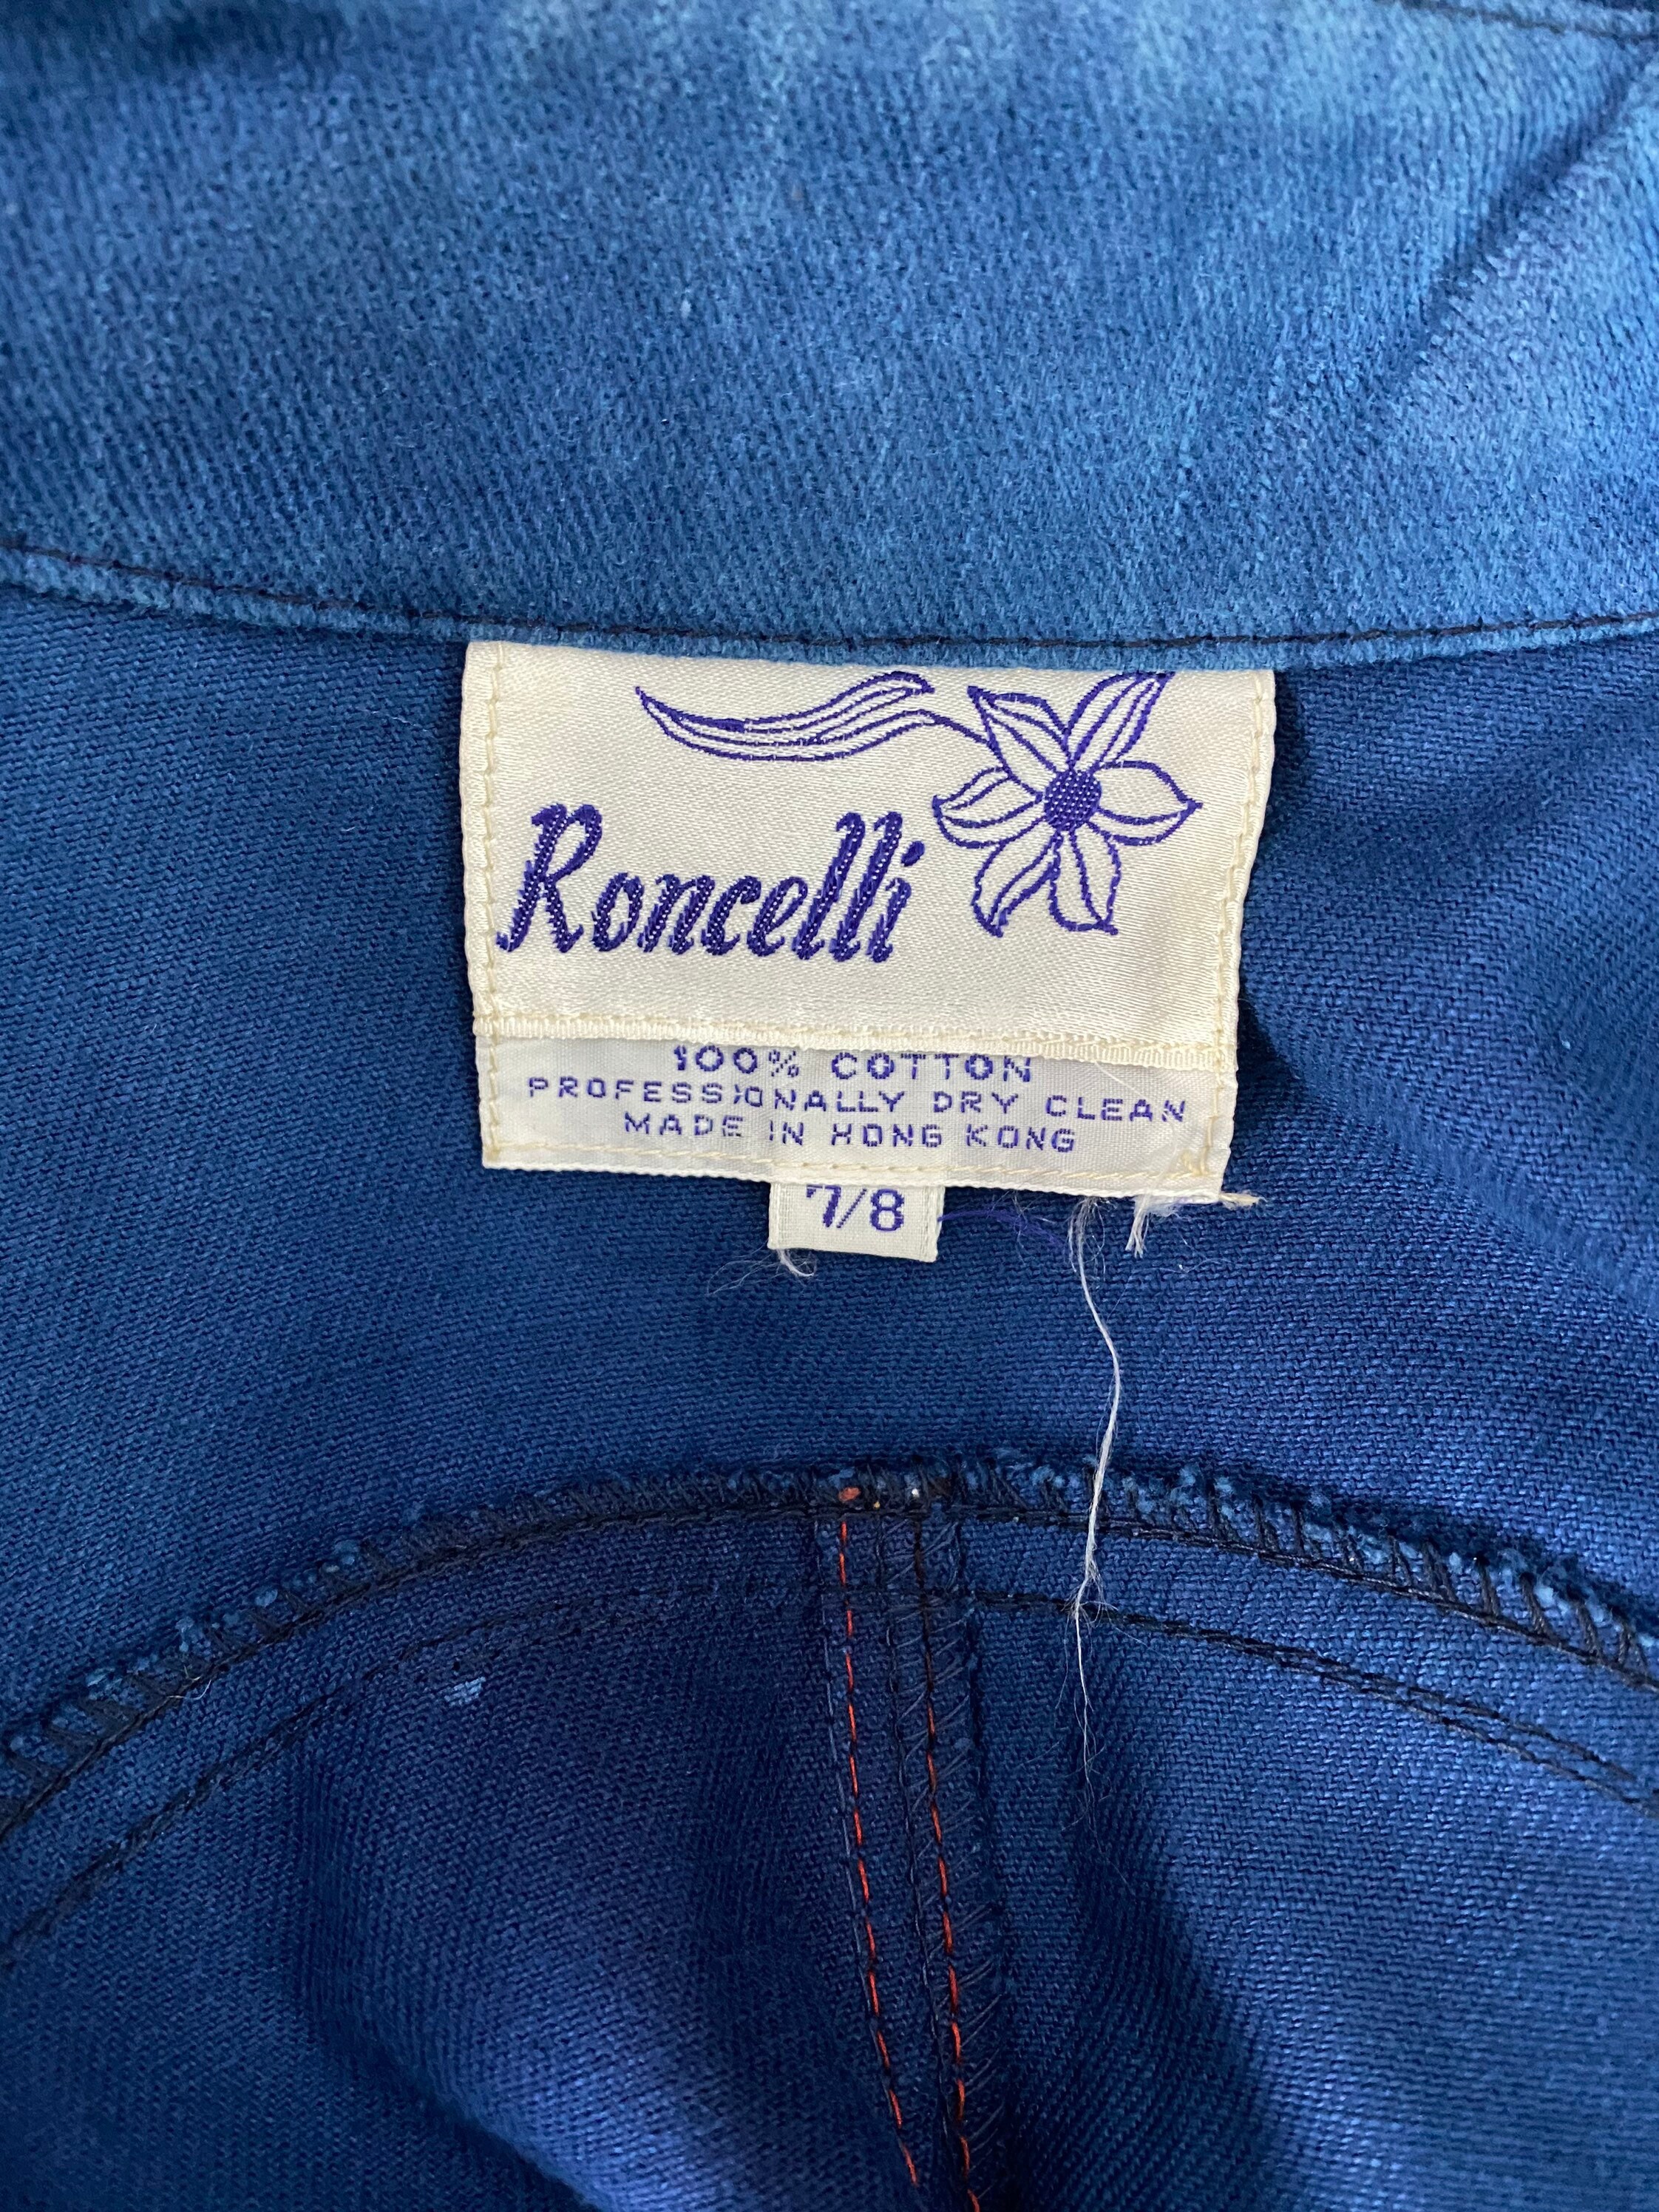 Roncelli
100% COTTON
PROFESSIONALLY DRY CLEAN
MADE IN HONG KONG
7/8